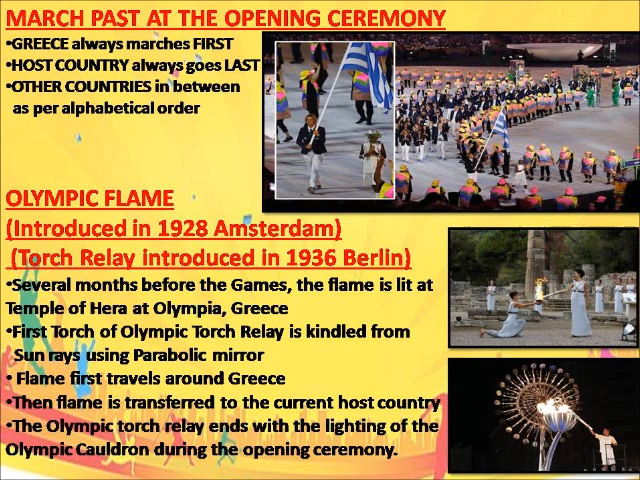 MARCH PAST AT THE OPENING CEREMONY
•GREECE always marches FIRST
•HOST COUNTRY always goes LAST
•OTHER COUNTRIES in between
as per alphabetical order
OLYMPIC FLAME
(Introduced in 1928 Amsterdam)
(Torch Relay introduced in 1936 Berlin)
•Several months before the Games, the flame is lit at
Temple of Hera at Olympia, Greece
•First Torch of Olympic Torch Relay is kindled from
Sun rays using Parabolic mirror
• Flame first travels around Greece
•Then flame is transferred to the current host country
•The Olympic torch relay ends with the lighting of the
Olympic Cauldron during the opening ceremony.